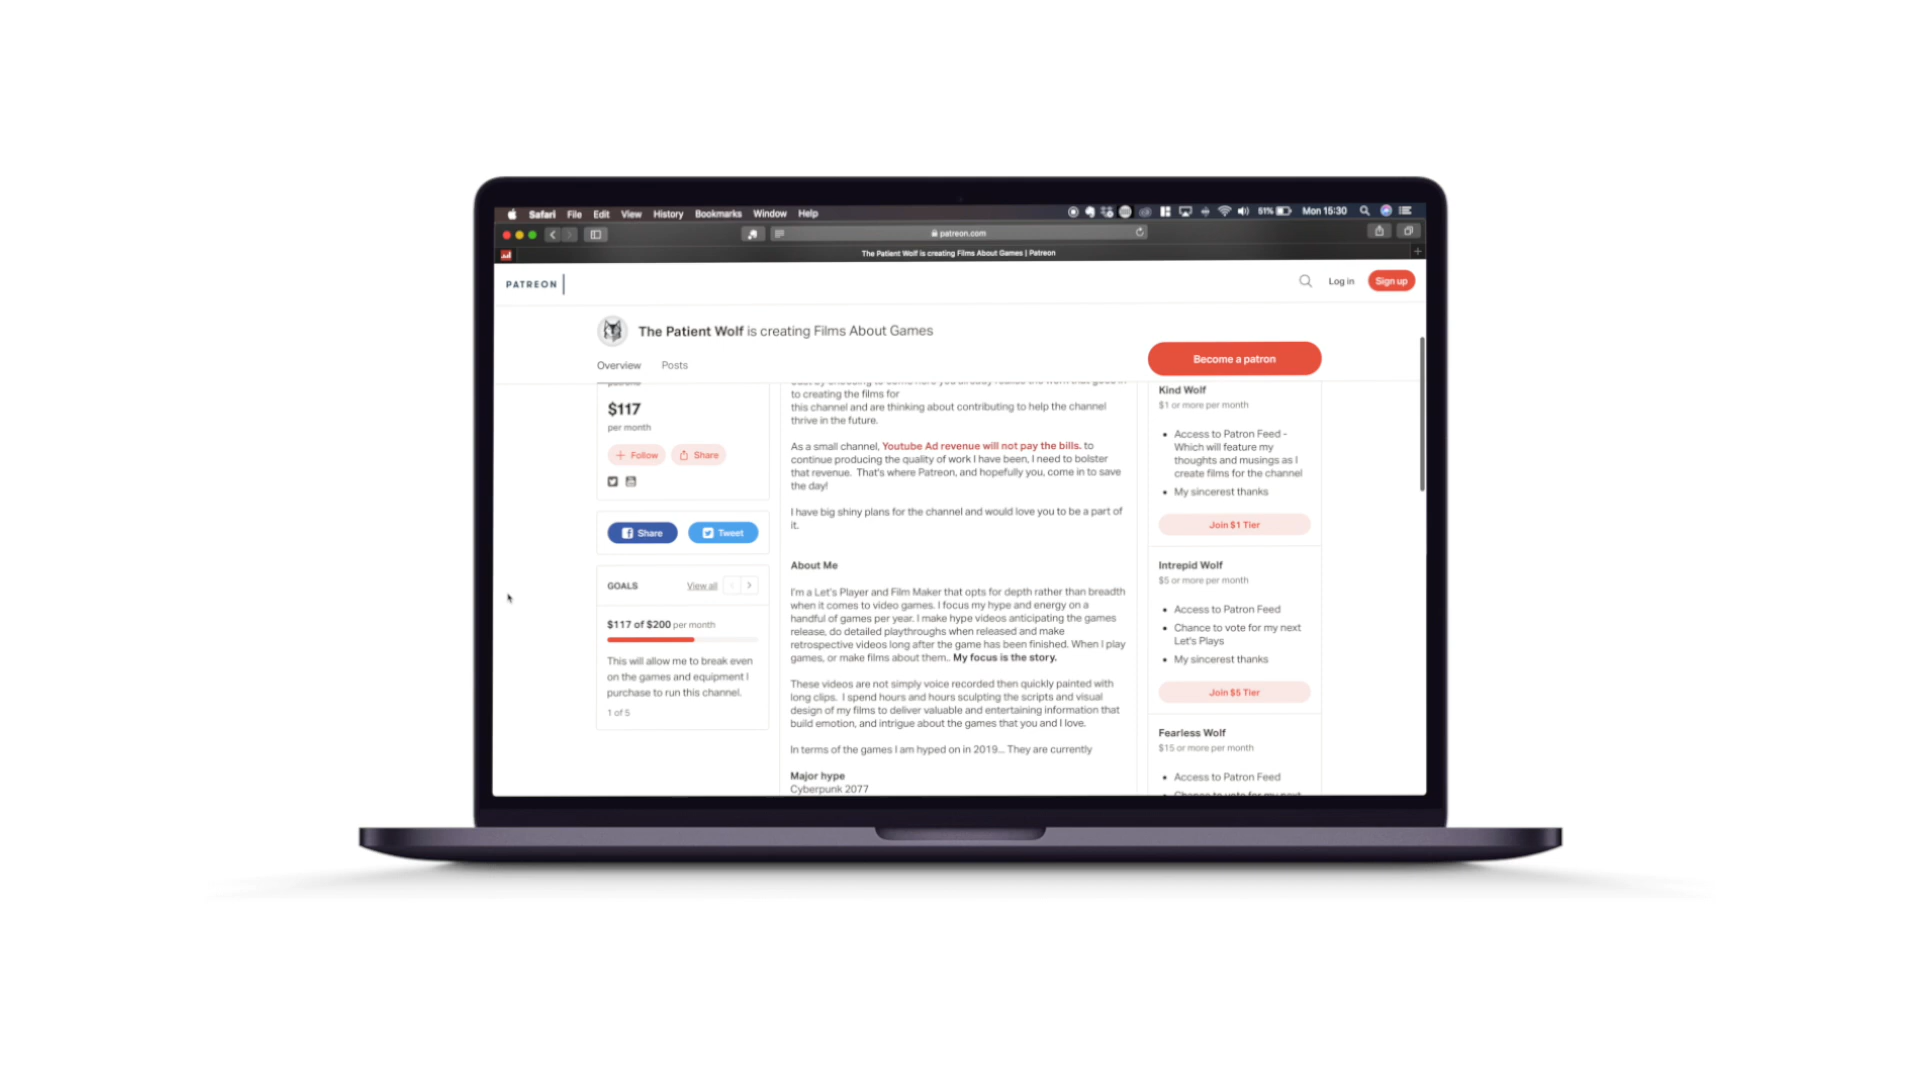 Safari File Edit View History Bookmarks Window Help
51% Mon 15:30
patreon.com
The Patient Wolf is creating Films About Games | Patreon
PATREON
Log in
Sign up
The Patient Wolf is creating Films About Games
Overview Posts
Become a patron
$117
per month
Follow Share
Share Tweet
GOALS View all
$117 of $200 per month
This will allow me to break even
on the games and equipment I
purchase to run this channel.
1 of 5
to creating the films for
this channel and are thinking about contributing to help the channel
thrive in the future.
As a small channel, Youtube Ad revenue will not pay the bills. to
continue producing the quality of work I have been, I need to bolster
that revenue. That's where Patreon, and hopefully you, come in to save
the day!
I have big shiny plans for the channel and would love you to be a part of
it.
About Me
I'm a Let's Player and Film Maker that opts for depth rather than breadth
when it comes to video games. I focus my hype and energy on a
handful of games per year. I make hype videos anticipating the games
release, do detailed playthroughs when released and make
retrospective videos long after the game has been finished. When I play
games, or make films about them.. My focus is the story.
These videos are not simply voice recorded then quickly painted with
long clips. I spend hours and hours sculpting the scripts and visual
design of my films to deliver valuable and entertaining information that
build emotion, and intrigue about the games that you and I love.
In terms of the games I am hyped on in 2019... They are currently
Major hype
Cyberpunk 2077
Kind Wolf
$1 or more per month
Access to Patron Feed -
Which will feature my
thoughts and musings as I
create films for the channel
My sincerest thanks
Join $1 Tier
Intrepid Wolf
$5 or more per month
Access to Patron Feed
Chance to vote for my next
Let's Plays
My sincerest thanks
Join $5 Tier
Fearless Wolf
$15 or more per month
Access to Patron Feed
Chance to vote for my next